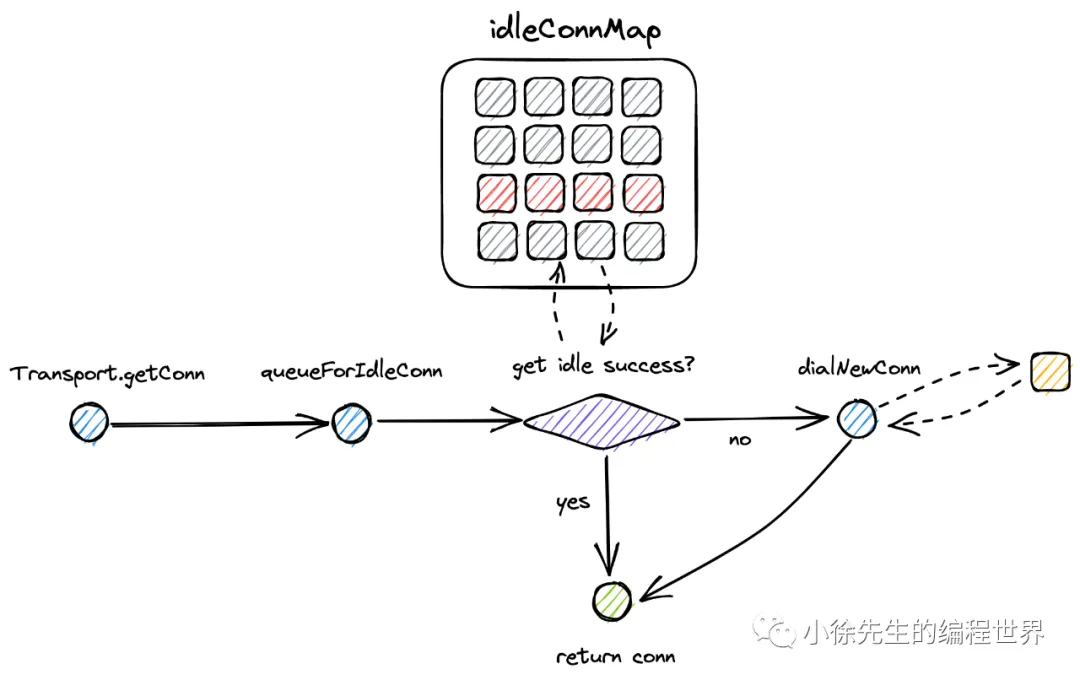 idleConnMap
Transport.getConn
queueForIdleConn
get idle success?
dialNewConn
no
yes
return conn
小徐先生的编程世界